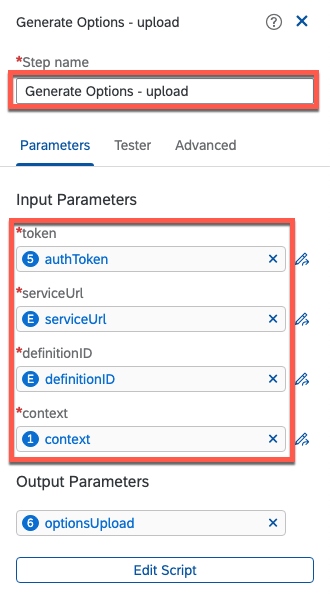 Generate Options - upload
*Step name
Generate Options - upload
Parameters Tester Advanced
Input Parameters
*token
5 authToken
*serviceUrl
E serviceUrl
*definitionID
E definitionID
*context
1 context
Output Parameters
6 optionsUpload
Edit Script